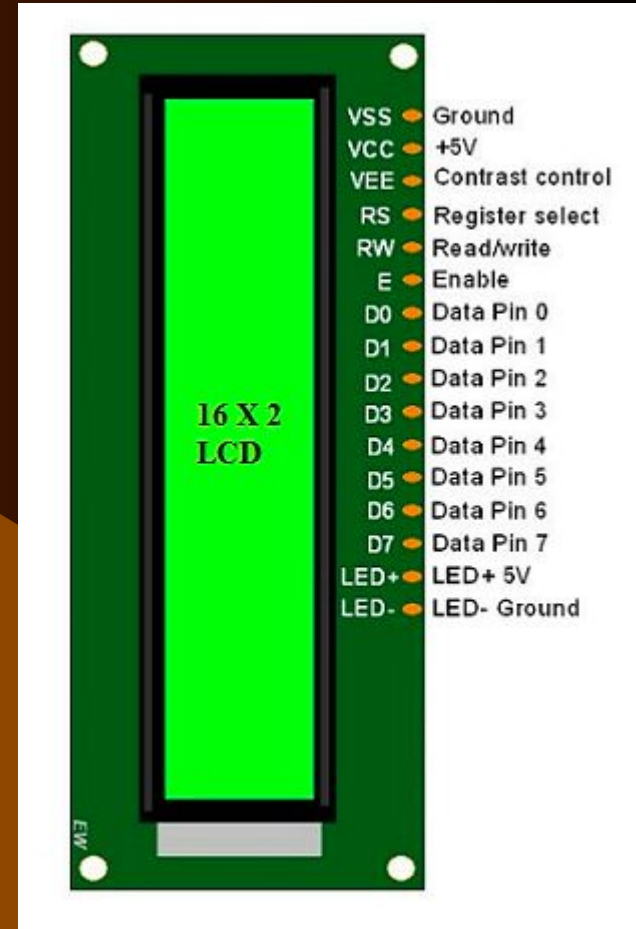 VSS Ground
VCC +5V
VEE Contrast control
RS Register select
RW Read/write
E Enable
D0 Data Pin 0
D1 Data Pin 1
D2 Data Pin 2
D3 Data Pin 3
D4 Data Pin 4
D5 Data Pin 5
D6 Data Pin 6
D7 Data Pin 7
LED+ LED+ 5V
LED- LED- Ground
16 X 2
LCD
EW